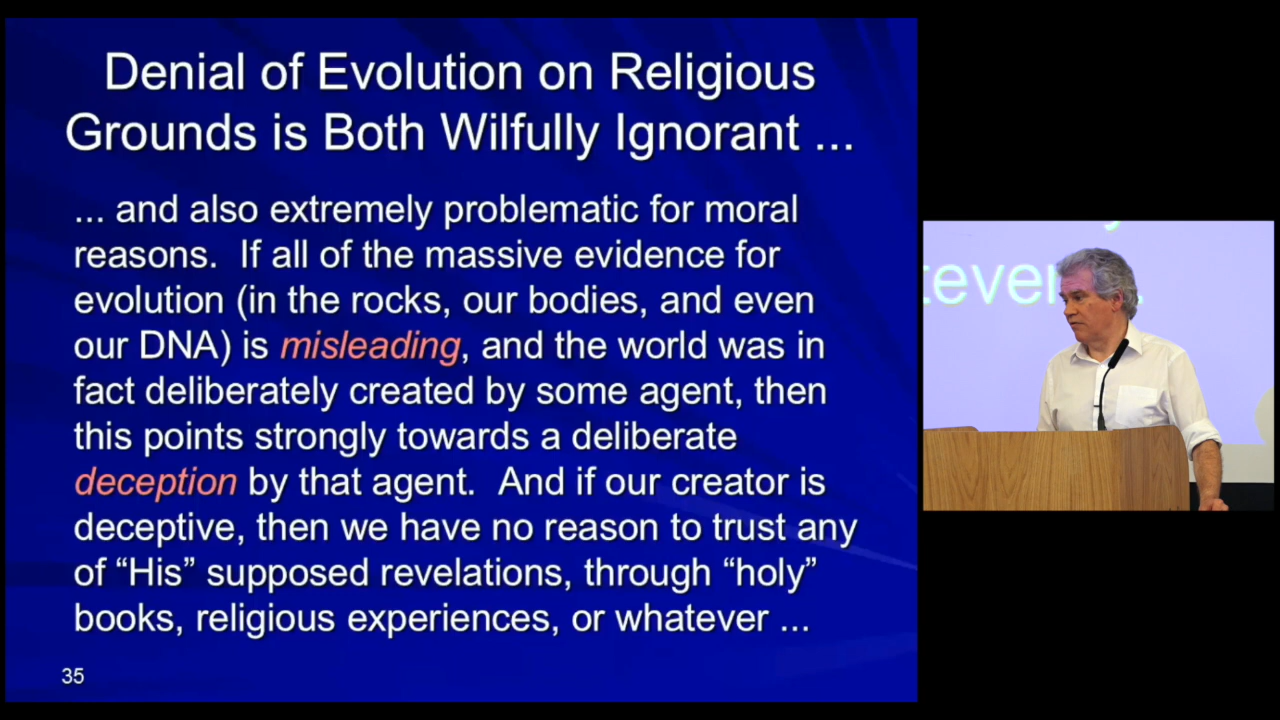 Denial of Evolution on Religious
Grounds is Both Wilfully Ignorant ...
... and also extremely problematic for moral
reasons.  If all of the massive evidence for
evolution (in the rocks, our bodies, and even
our DNA) is misleading, and the world was in
fact deliberately created by some agent, then
this points strongly towards a deliberate
deception by that agent.  And if our creator is
deceptive, then we have no reason to trust any
of “His” supposed revelations, through “holy”
books, religious experiences, or whatever ...
35